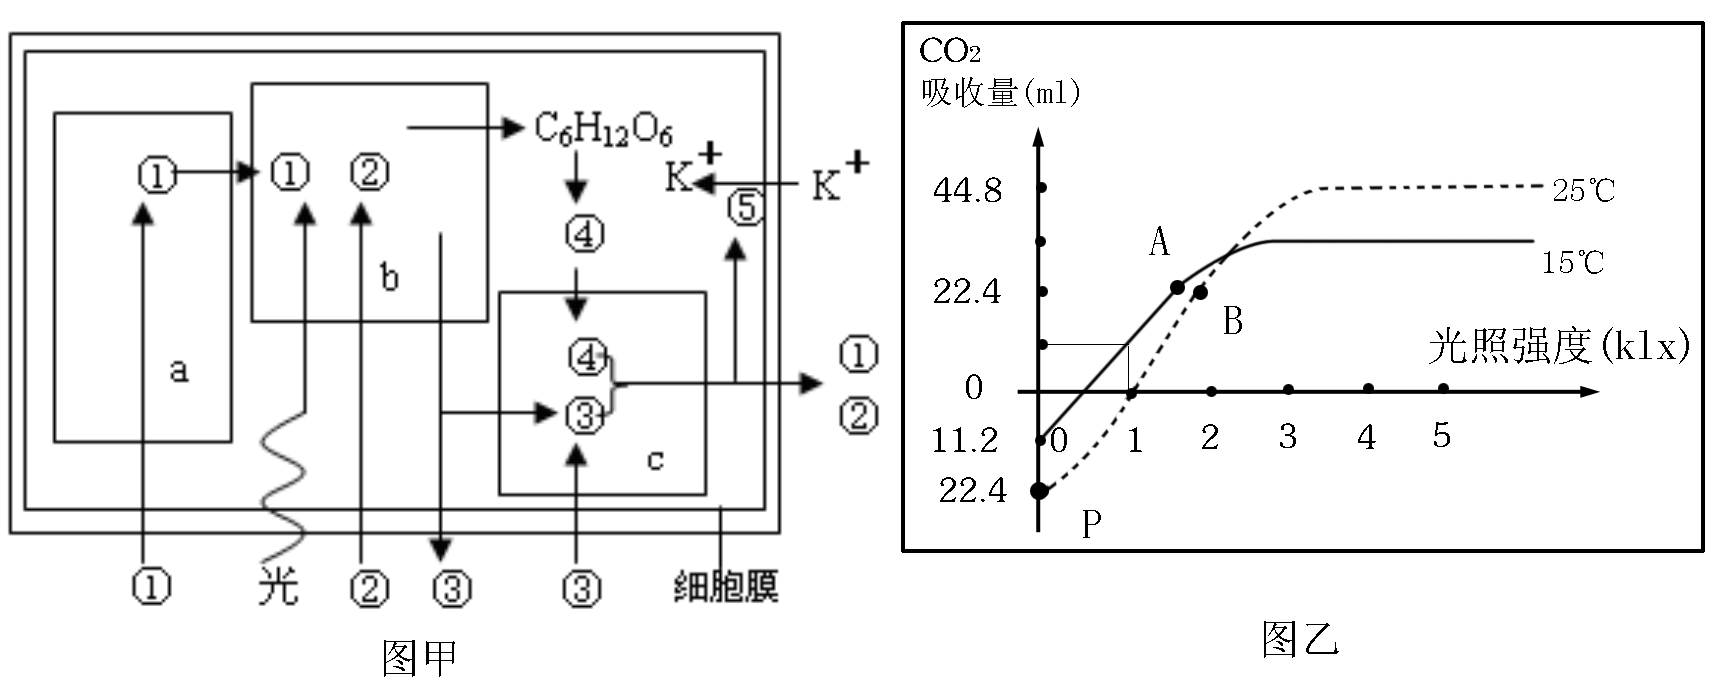 ① ① ② C₆H₁₂O₆
K⁺ K⁺
⑤
④
b
④
a
③
c
①
②
① 光 ② ③ ③ 细胞膜
图甲
CO₂
吸收量(ml)
44.8
25℃
A
15℃
22.4
B
光照强度(klx)
0
11.2 0 1 2 3 4 5
22.4
P
图乙